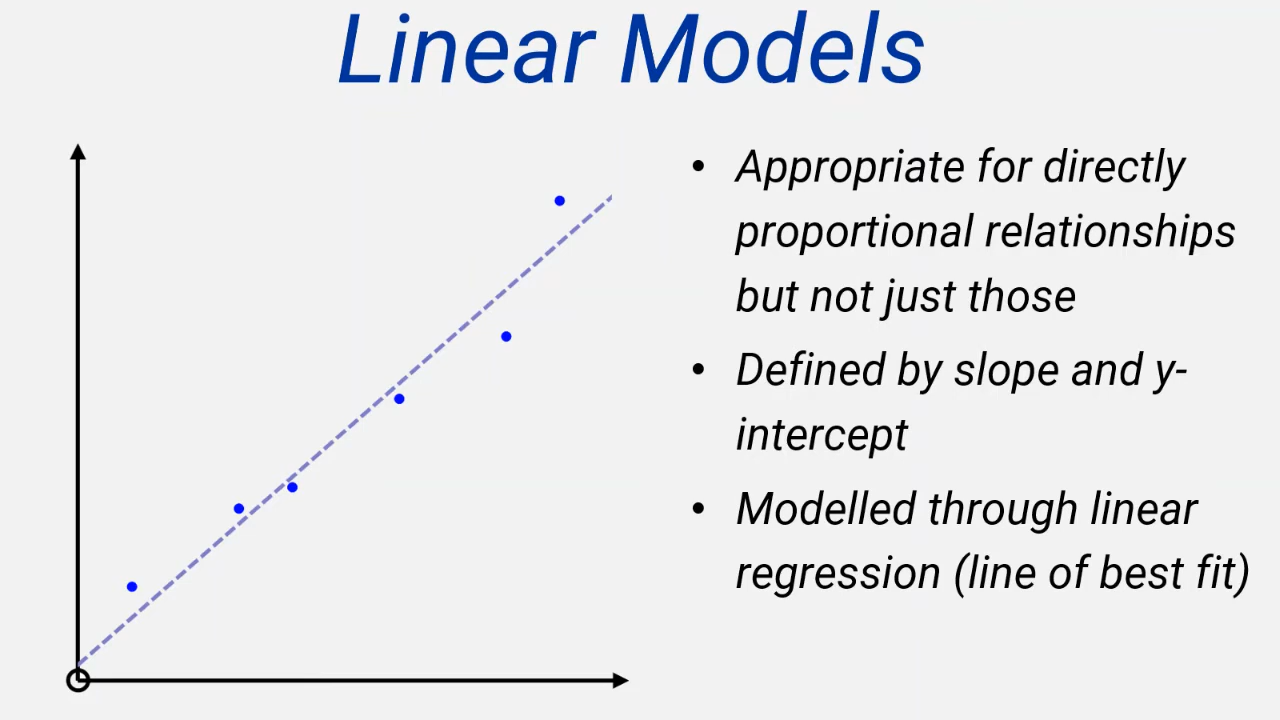 Linear Models
• Appropriate for directly
proportional relationships
but not just those
• Defined by slope and y-
intercept
• Modelled through linear
regression (line of best fit)